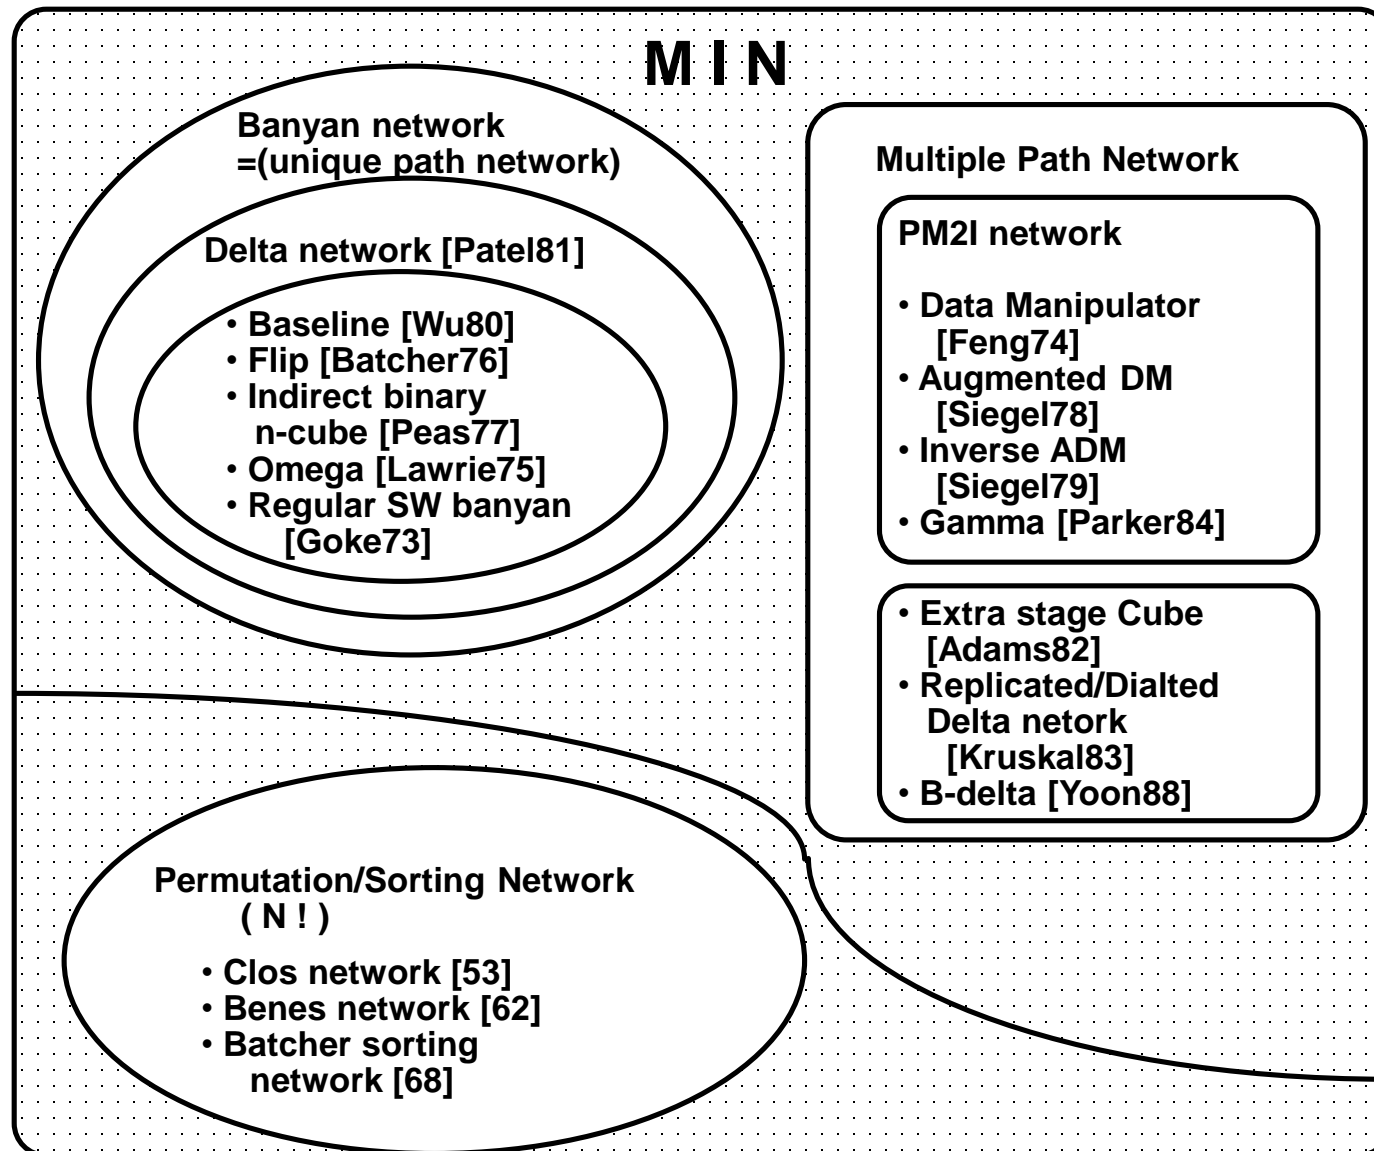 M I N
Banyan network
=(unique path network)
Delta network [Patel81]
• Baseline [Wu80]
• Flip [Batcher76]
• Indirect binary
n-cube [Peas77]
• Omega [Lawrie75]
• Regular SW banyan
[Goke73]
Multiple Path Network
PM2I network
• Data Manipulator
[Feng74]
• Augmented DM
[Siegel78]
• Inverse ADM
[Siegel79]
• Gamma [Parker84]
• Extra stage Cube
[Adams82]
• Replicated/Dialted
Delta netork
[Kruskal83]
• B-delta [Yoon88]
Permutation/Sorting Network
( N ! )
• Clos network [53]
• Benes network [62]
• Batcher sorting
network [68]